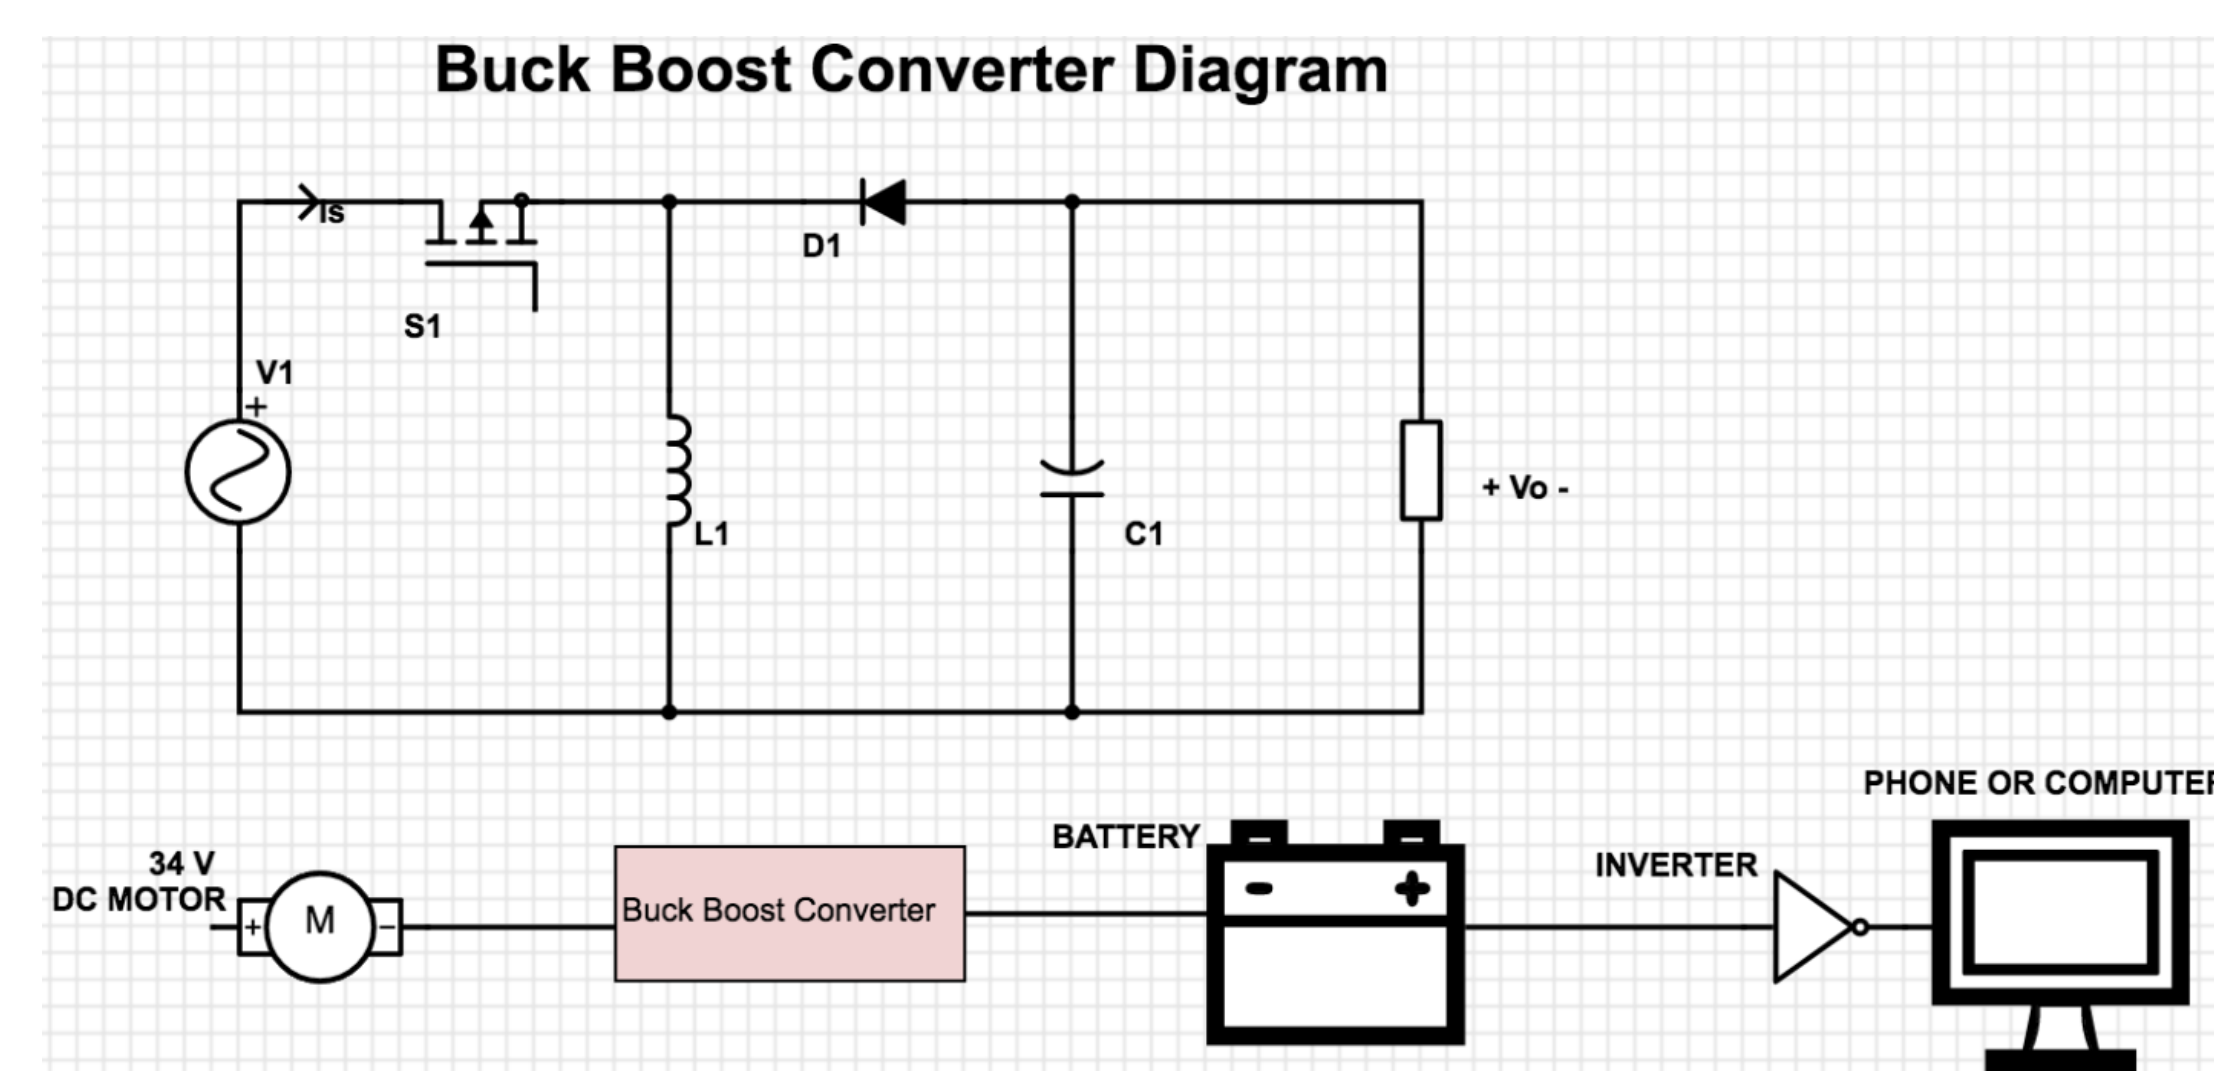 Buck Boost Converter Diagram
Is
D1
S1
V1
+
+ Vo -
L1
C1
PHONE OR COMPUTER
BATTERY
34 V
INVERTER
DC MOTOR
- +
+ M -
Buck Boost Converter